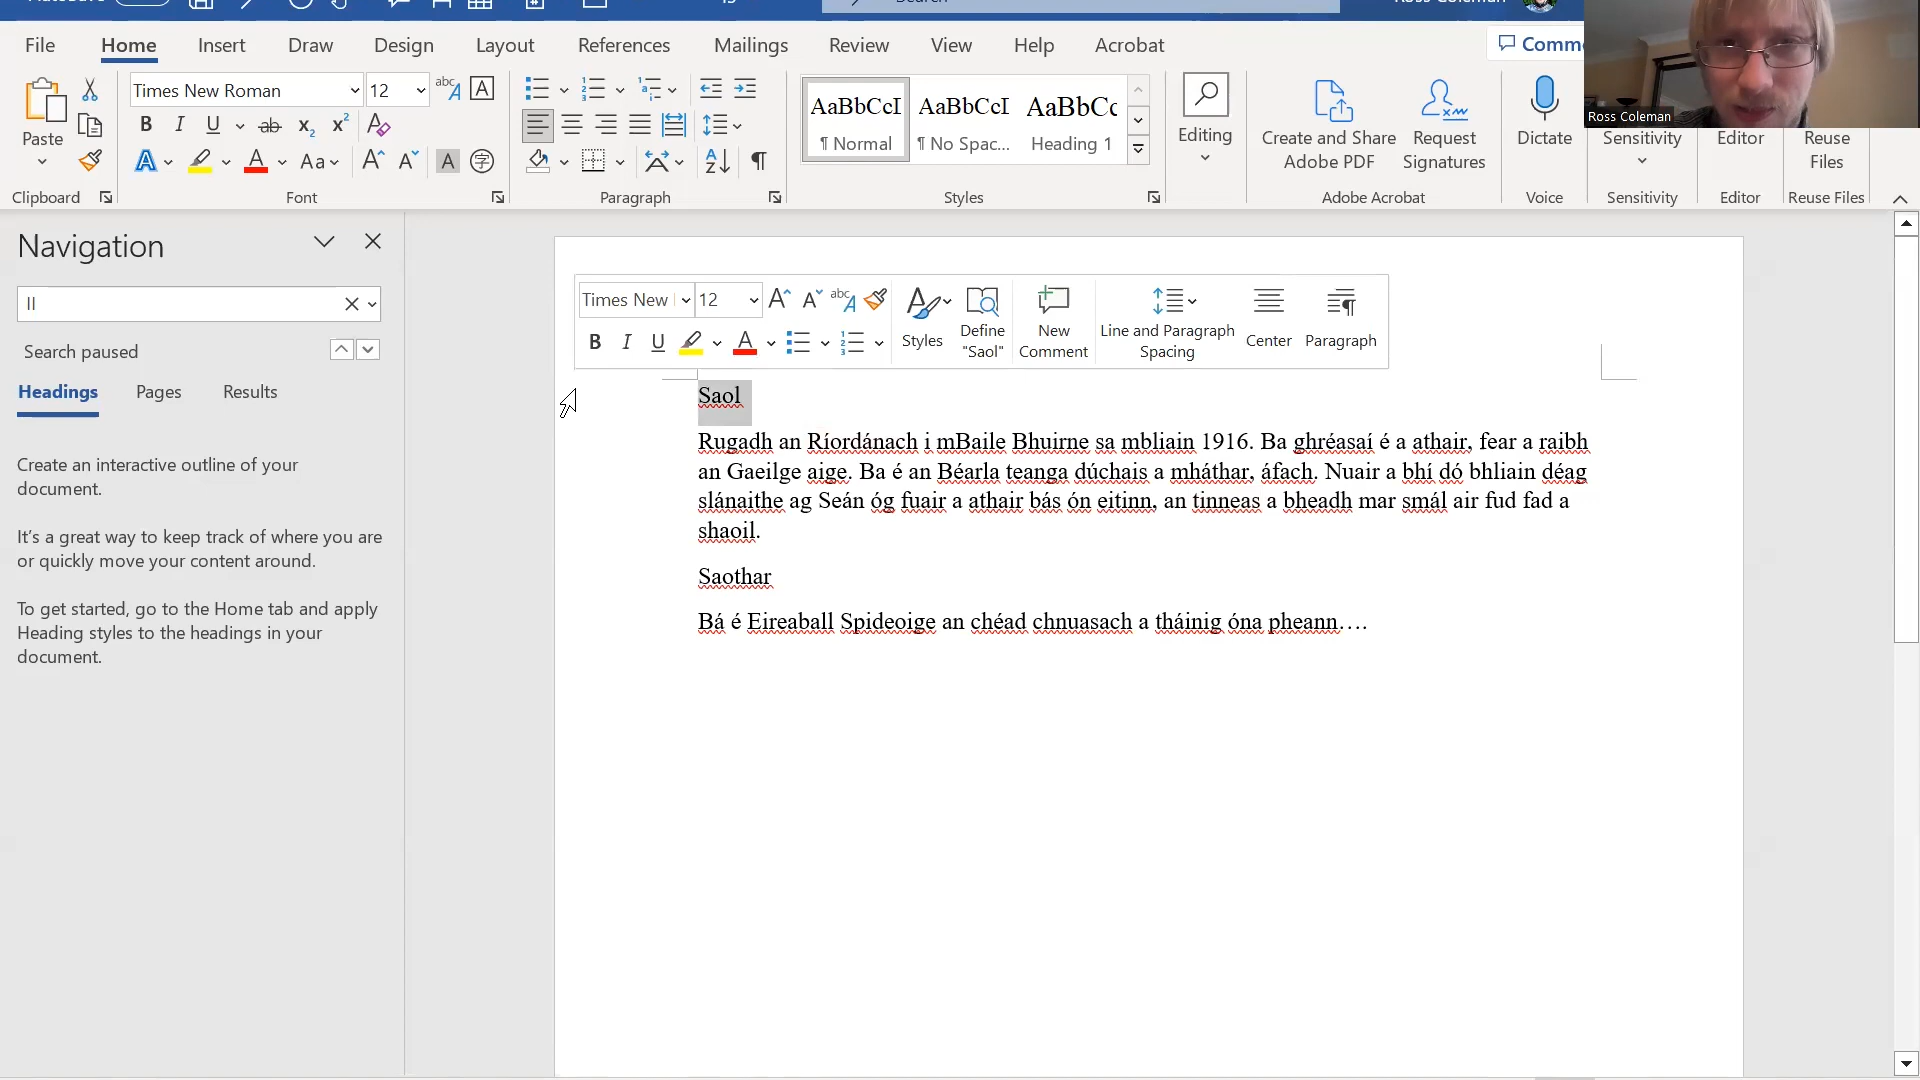 Ross Coleman
File Home Insert Draw Design Layout References Mailings Review View Help Acrobat
Times New Roman 12
AaBbCcI AaBbCcI AaBbCc
Paste
¶ Normal ¶ No Spac... Heading 1
Editing
Create and Share Adobe PDF
Request Signatures
Dictate
Sensitivity
Editor
Reuse Files
Clipboard Font Paragraph Styles Adobe Acrobat Voice Sensitivity Editor Reuse Files
Navigation
ll
Search paused
Headings Pages Results
Create an interactive outline of your
document.
It's a great way to keep track of where you are
or quickly move your content around.
To get started, go to the Home tab and apply
Heading styles to the headings in your
document.
Times New 12
Styles
Define "Saol"
New Comment
Line and Paragraph Spacing
Center
Paragraph
Saol
Rugadh an Ríordánach i mBaile Bhuirne sa mbliain 1916. Ba ghréasaí é a athair, fear a raibh
an Gaeilge aige. Ba é an Béarla teanga dúchais a mháthar, áfach. Nuair a bhí dó bhliain déag
slánaithe ag Seán óg fuair a athair bás ón eitinn, an tinneas a bheadh mar smál air fud fad a
shaoil.
Saothar
Bá é Eireaball Spideoige an chéad chnuasach a tháinig óna pheann….